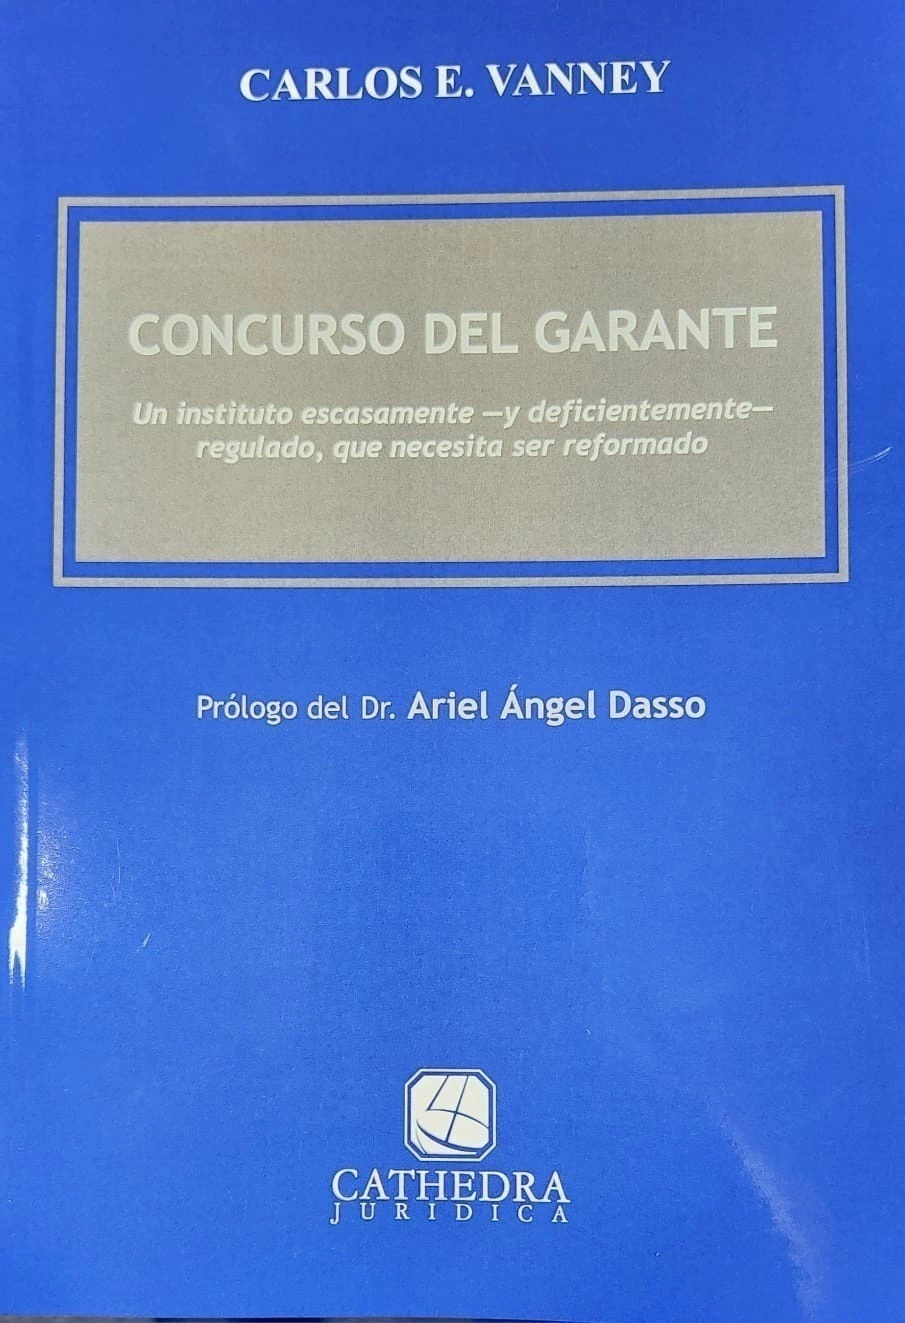 CARLOS E. VANNEY
CONCURSO DEL GARANTE
Un instituto escasamente —y deficientemente—
regulado, que necesita ser reformado
Prólogo del Dr. Ariel Ángel Dasso
CATHEDRA
JURIDICA